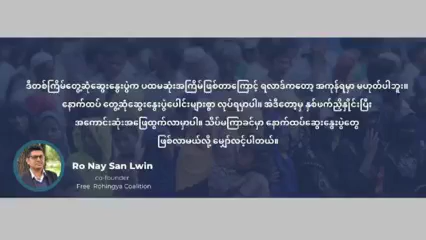 ဒီတစ်ကြိမ်တွေ့ဆုံဆွေးနွေးပွဲက ပထမဆုံးအကြိမ်ဖြစ်တာကြောင့် ရလာဒ်ကတော့ အကုန်ရမှာ မဟုတ်ပါဘူး။
နောက်ထပ် တွေ့ဆုံဆွေးနွေးပွဲပေါင်းများစွာ လုပ်ရမှာပါ။ အဲဒီတော့မှ နှစ်ဖက်ညှိနှိုင်းပြီး
အကောင်းဆုံးအဖြေထွက်လာမှာပါ။ သိပ်မကြာခင်မှာ နောက်ထပ်ဆွေးနွေးပွဲတွေ
ဖြစ်လာမယ်လို့ မျှော်လင့်ပါတယ်။
Ro Nay San Lwin
co-founder
Free Rohingya Coalition